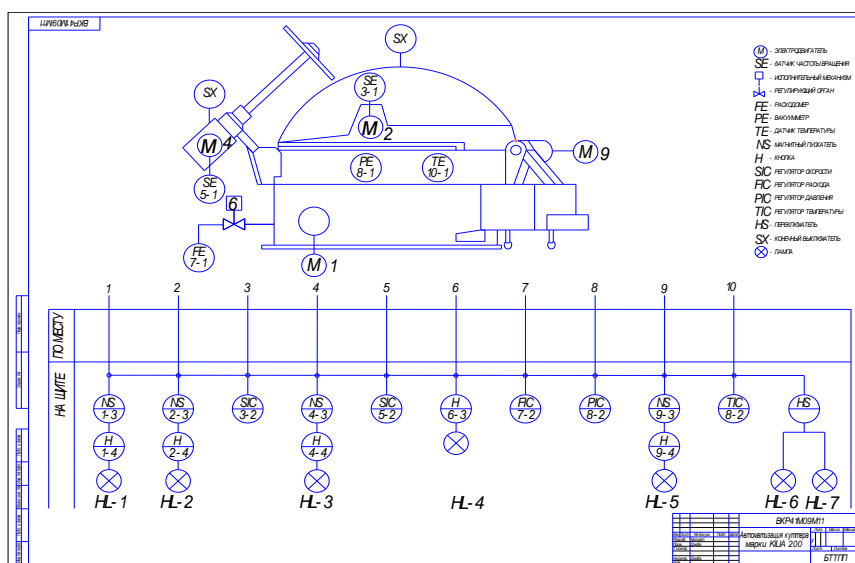 ВКР41М09М11
SX
SX
SE
3-1
M 2
M 4
M 9
PE
8-1
TE
10-1
SE
5-1
6
FE
7-1
M 1
M - ЭЛЕКТРОДВИГАТЕЛЬ
SE - ДАТЧИК ЧАСТОТЫ ВРАЩЕНИЯ
- ИСПОЛНИТЕЛЬНЫЙ МЕХАНИЗМ
- РЕГУЛИРУЮЩИЙ ОРГАН
FE - РАСХОДОМЕР
PE - ВАКУУММЕТР
TE - ДАТЧИК ТЕМПЕРАТУРЫ
NS - МАГНИТНЫЙ ПУСКАТЕЛЬ
H - КНОПКА
SIC РЕГУЛЯТОР СКОРОСТИ
FIC РЕГУЛЯТОР РАСХОДА
PIC РЕГУЛЯТОР ДАВЛЕНИЯ
TIC РЕГУЛЯТОР ТЕМПЕРАТУРЫ
HS - ПЕРЕКЛЮЧАТЕЛЬ
SX - КОНЕЧНЫЙ ВЫКЛЮЧАТЕЛЬ
- ЛАМПА
1 2 3 4 5 6 7 8 9 10
ПО МЕСТУ
НА ЩИТЕ
NS NS SIC NS SIC H FIC PIC NS TIC HS
1-3 2-3 3-2 4-3 5-2 6-3 7-2 8-2 9-3 8-2
H H H H
1-4 2-4 4-4 9-4
HL-1 HL-2 HL-3 HL-4 HL-5 HL-6 HL-7
ВКР41М09М11
Автоматизация куттера
марки KILIA 200
БТТПП